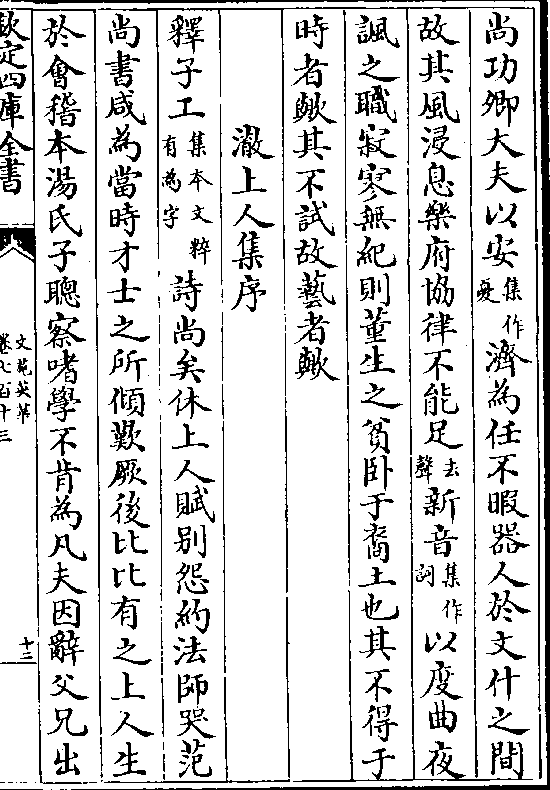 尚功卿大夫以安集作憂濟為任不暇器人於文什之間
故其風浸息樂府協律不能足去聲新音集作詞以度曲夜
諷之職寂寥無紀則董生之貧卧于裔土也其不得于
時者歟其不試故藝者歟
澈上人集序
釋子工集本文粹有為字詩尚矣休上人賦别怨約法師哭范
尚書咸為當時才士之所傾歎厥後比比有之上人生
於會稽本湯氏子聰察嗜學不肯為凡夫因辭父兄出
欽定四庫全書
文苑英華
卷七百十三
十二